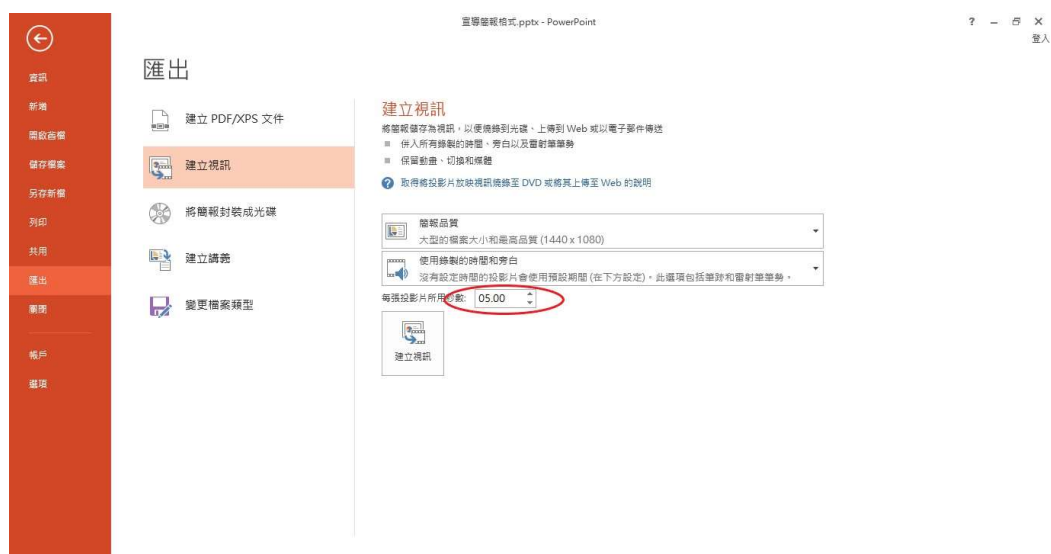 宣導簡報格式.pptx - PowerPoint
?
登入
資訊
新增
開啟舊檔
儲存檔案
另存新檔
列印
共用
匯出
關閉
帳戶
選項
匯出
建立 PDF/XPS 文件
建立視訊
將簡報封裝成光碟
建立講義
變更檔案類型
建立視訊
將簡報儲存為視訊，以便燒錄到光碟、上傳到 Web 或以電子郵件傳送
併入所有錄製的時間、旁白以及雷射筆筆勢
保留動畫、切換和媒體
取得將投影片放映視訊燒錄至 DVD 或將其上傳至 Web 的說明
簡報品質
大型的檔案大小和最高品質 (1440 x 1080)
使用錄製的時間和旁白
沒有設定時間的投影片會使用預設期間 (在下方設定)。此選項包括筆跡和雷射筆筆勢。
每張投影片所用秒數: 05.00
建立視訊